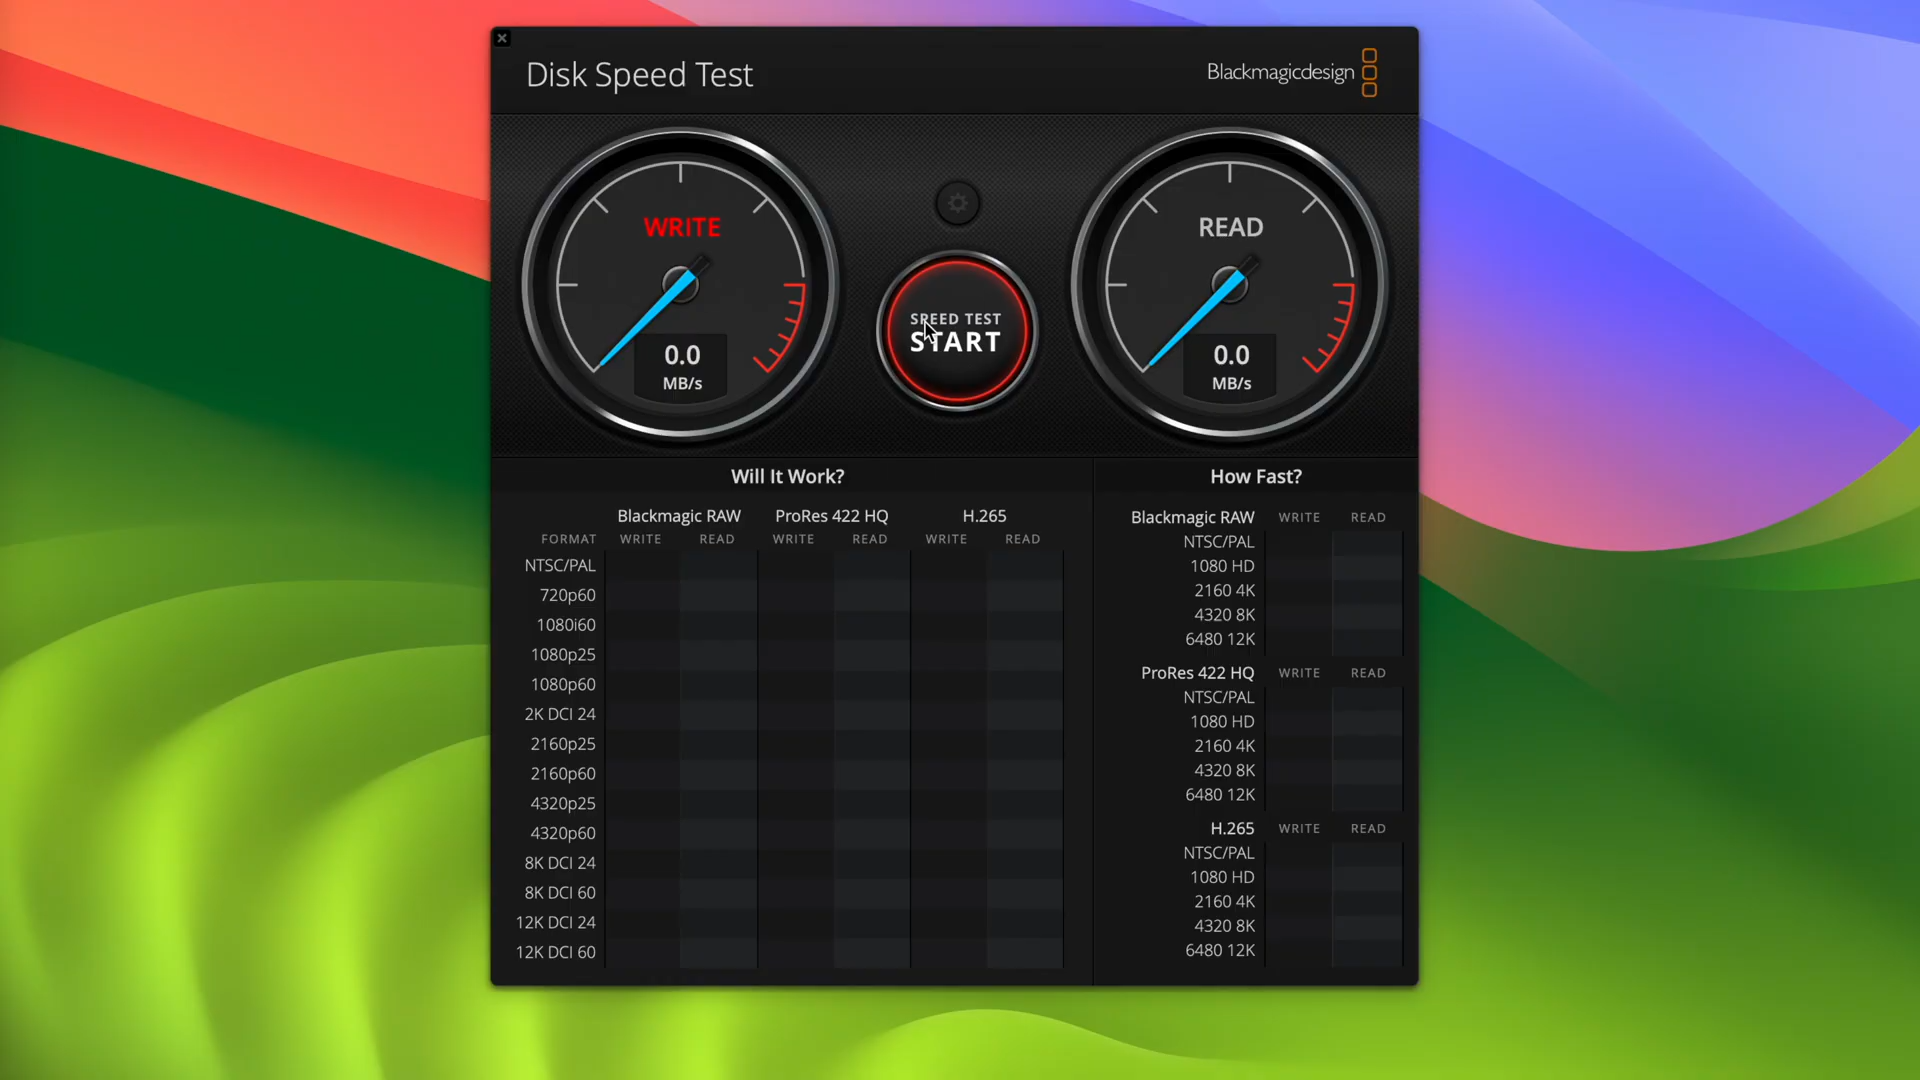 Disk Speed Test
Blackmagicdesign
WRITE
0.0
MB/s
SPEED TEST
START
READ
0.0
MB/s
Will It Work?
Blackmagic RAW ProRes 422 HQ H.265
FORMAT WRITE READ WRITE READ WRITE READ
NTSC/PAL
720p60
1080i60
1080p25
1080p60
2K DCI 24
2160p25
2160p60
4320p25
4320p60
8K DCI 24
8K DCI 60
12K DCI 24
12K DCI 60
How Fast?
Blackmagic RAW WRITE READ
NTSC/PAL
1080 HD
2160 4K
4320 8K
6480 12K
ProRes 422 HQ WRITE READ
NTSC/PAL
1080 HD
2160 4K
4320 8K
6480 12K
H.265 WRITE READ
NTSC/PAL
1080 HD
2160 4K
4320 8K
6480 12K